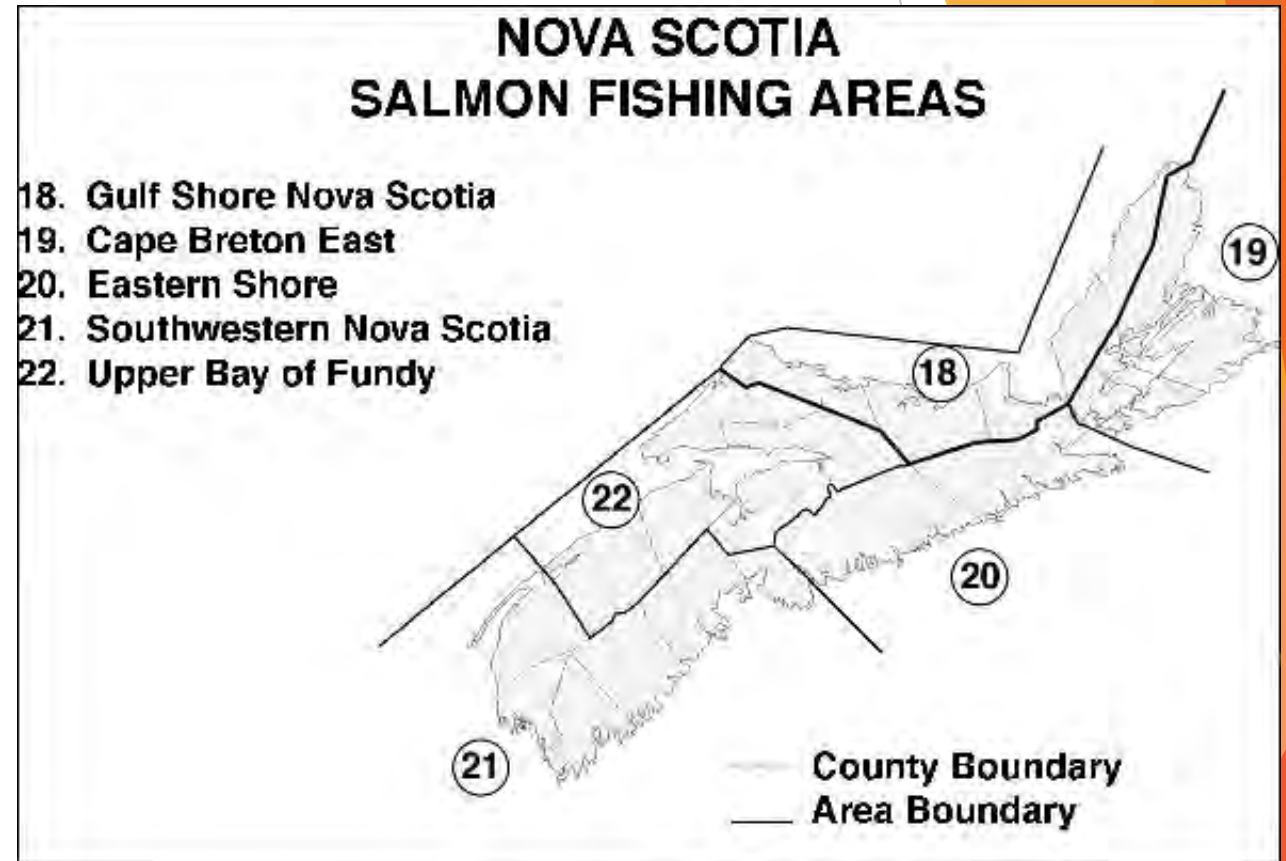 NOVA SCOTIA
SALMON FISHING AREAS
18. Gulf Shore Nova Scotia
19. Cape Breton East
20. Eastern Shore
21. Southwestern Nova Scotia
22. Upper Bay of Fundy
19
18
22
20
21
County Boundary
Area Boundary